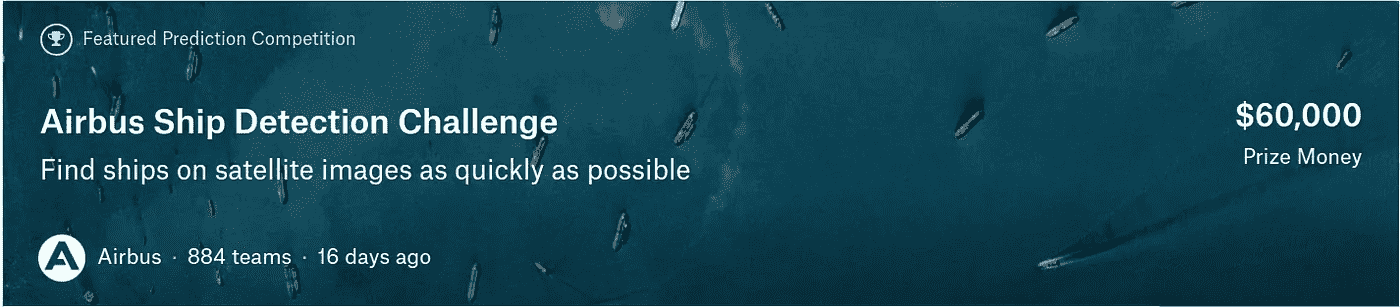 Featured Prediction Competition
Airbus Ship Detection Challenge
Find ships on satellite images as quickly as possible
$60,000
Prize Money
Airbus · 884 teams · 16 days ago